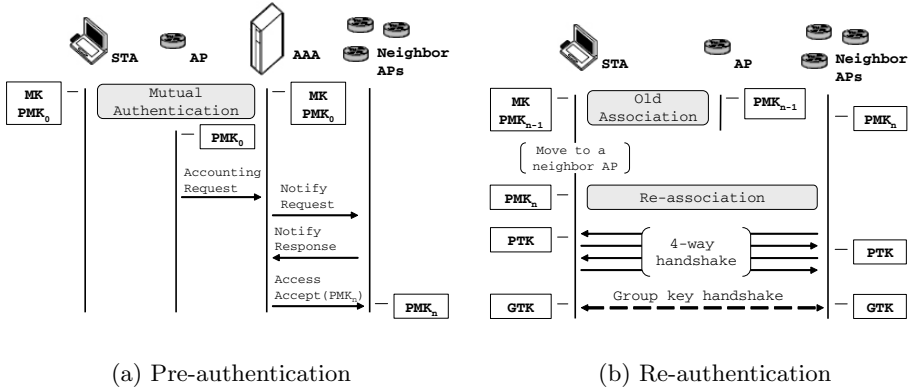 STA
AP
AAA
Neighbor
APs
MK
PMK0
Mutual
Authentication
MK
PMK0
PMK0
Accounting
Request
Notify
Request
Notify
Response
Access
Accept(PMKn)
PMKn
(a) Pre-authentication
STA
AP
Neighbor
APs
MK
PMKn-1
Old
Association
PMKn-1
PMKn
Move to a
neighbor AP
PMKn
Re-association
PTK
4-way
handshake
PTK
GTK
Group key handshake
GTK
(b) Re-authentication